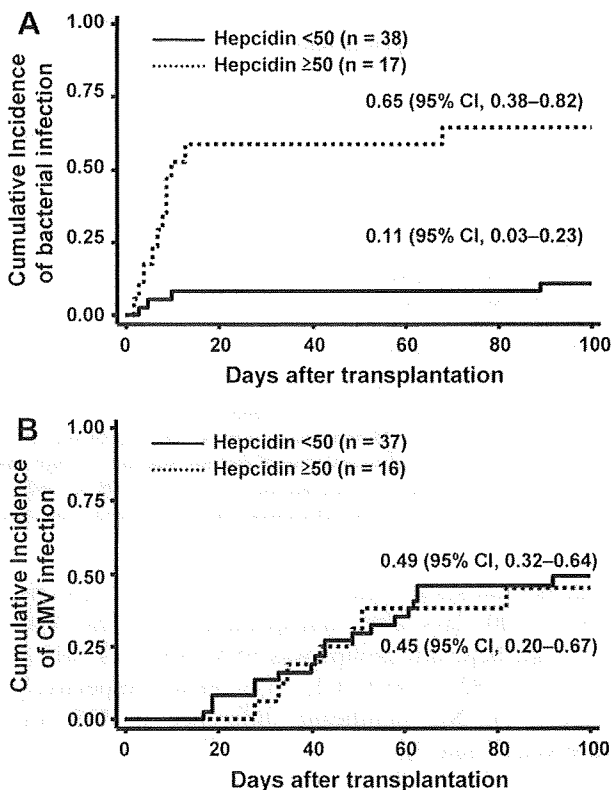 A
1.00
0.75
0.50
0.25
0.00
Cumulative Incidence
of bacterial infection
Hepcidin <50 (n = 38)
Hepcidin ≥50 (n = 17)
0.65 (95% CI, 0.38–0.82)
0.11 (95% CI, 0.03–0.23)
0 20 40 60 80 100
Days after transplantation
B
1.00
0.75
0.50
0.25
0.00
Cumulative Incidence
of CMV infection
Hepcidin <50 (n = 37)
Hepcidin ≥50 (n = 16)
0.49 (95% CI, 0.32–0.64)
0.45 (95% CI, 0.20–0.67)
0 20 40 60 80 100
Days after transplantation